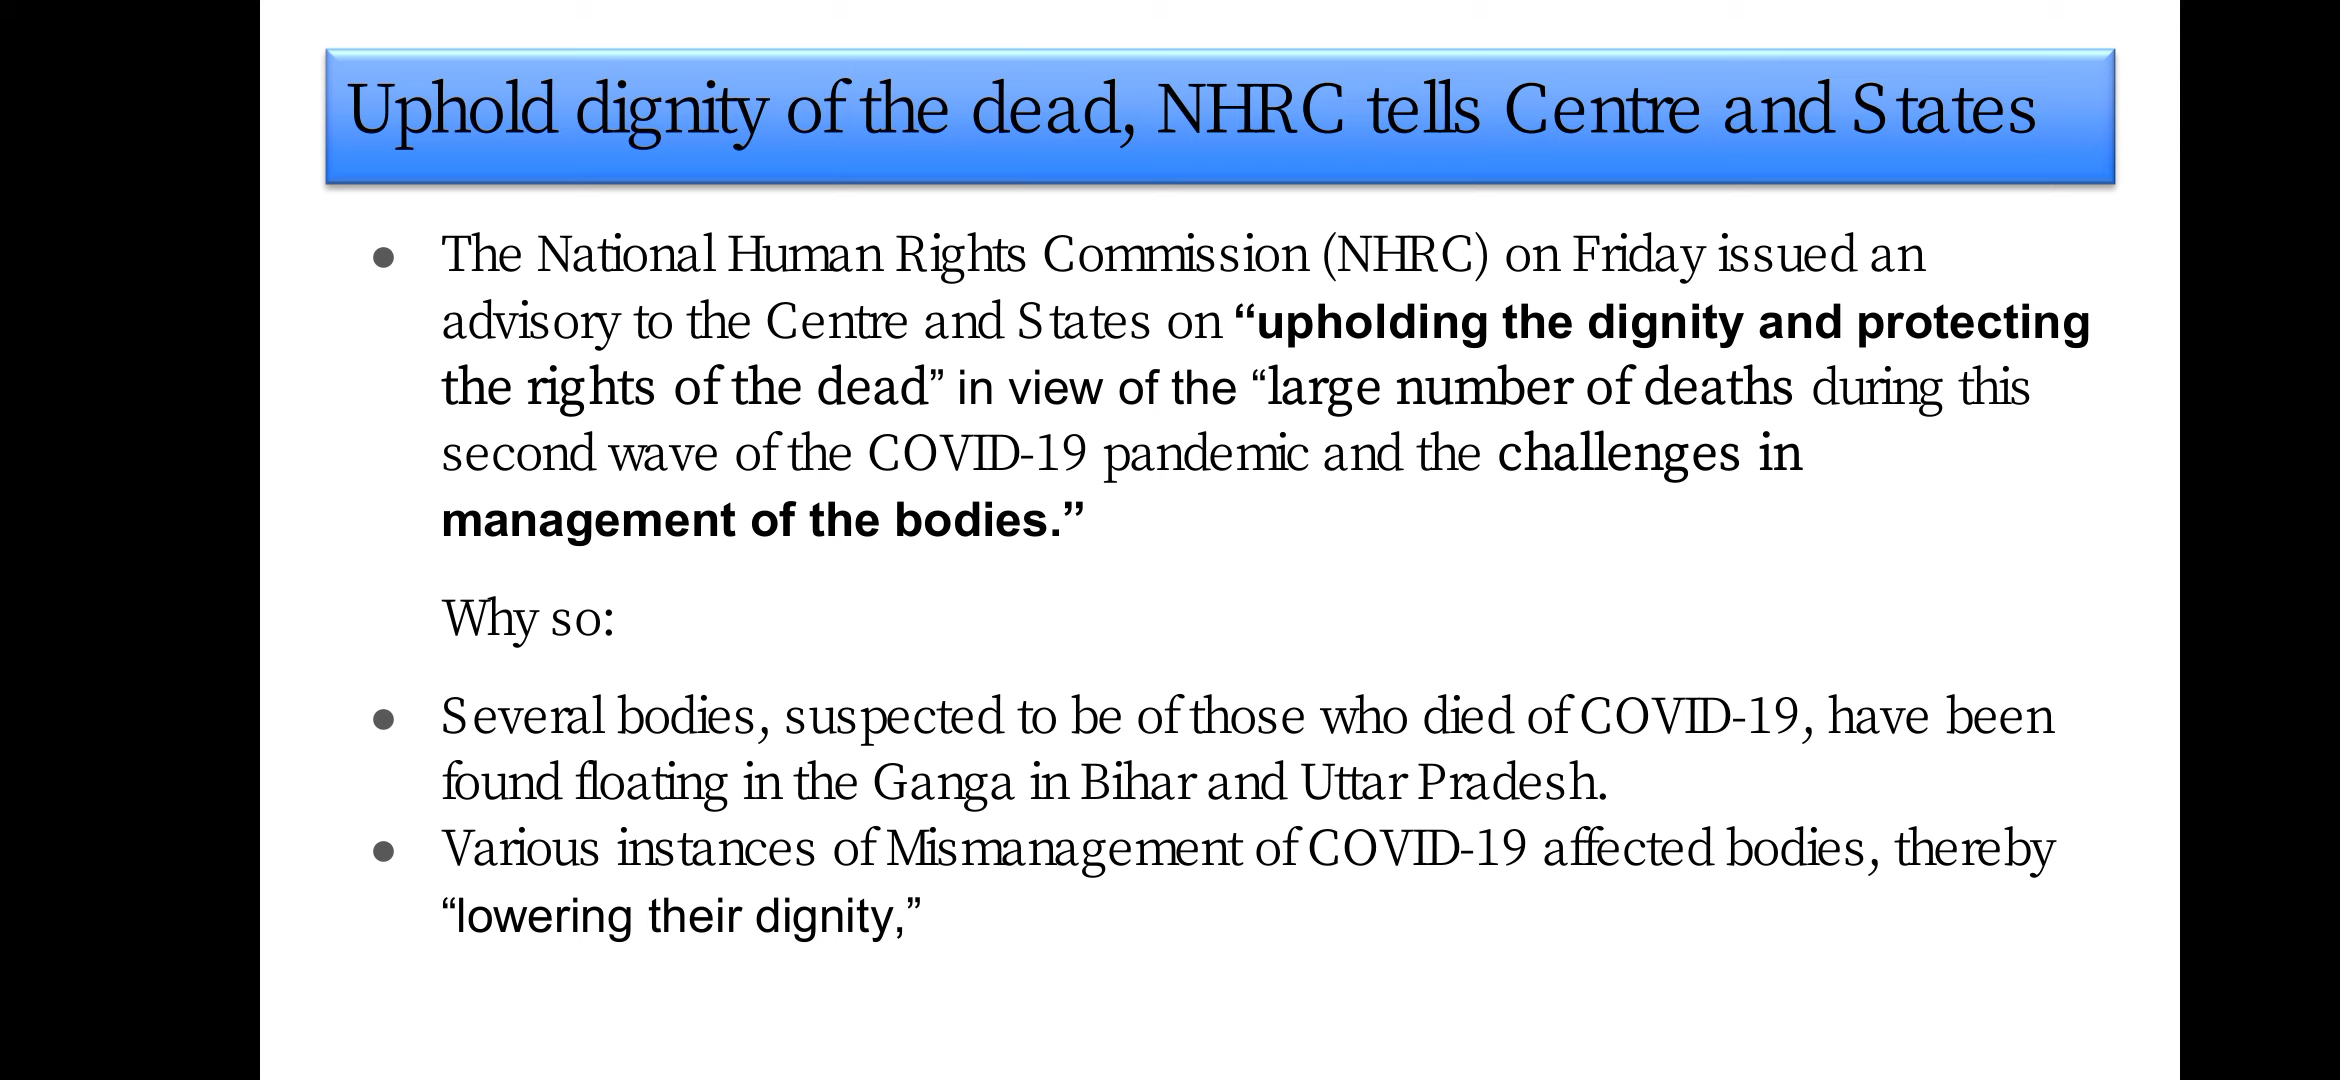 Uphold dignity of the dead, NHRC tells Centre and States
● The National Human Rights Commission (NHRC) on Friday issued an
advisory to the Centre and States on “upholding the dignity and protecting
the rights of the dead” in view of the “large number of deaths during this
second wave of the COVID-19 pandemic and the challenges in
management of the bodies.”
Why so:
● Several bodies, suspected to be of those who died of COVID-19, have been
found floating in the Ganga in Bihar and Uttar Pradesh.
● Various instances of Mismanagement of COVID-19 affected bodies, thereby
“lowering their dignity,”